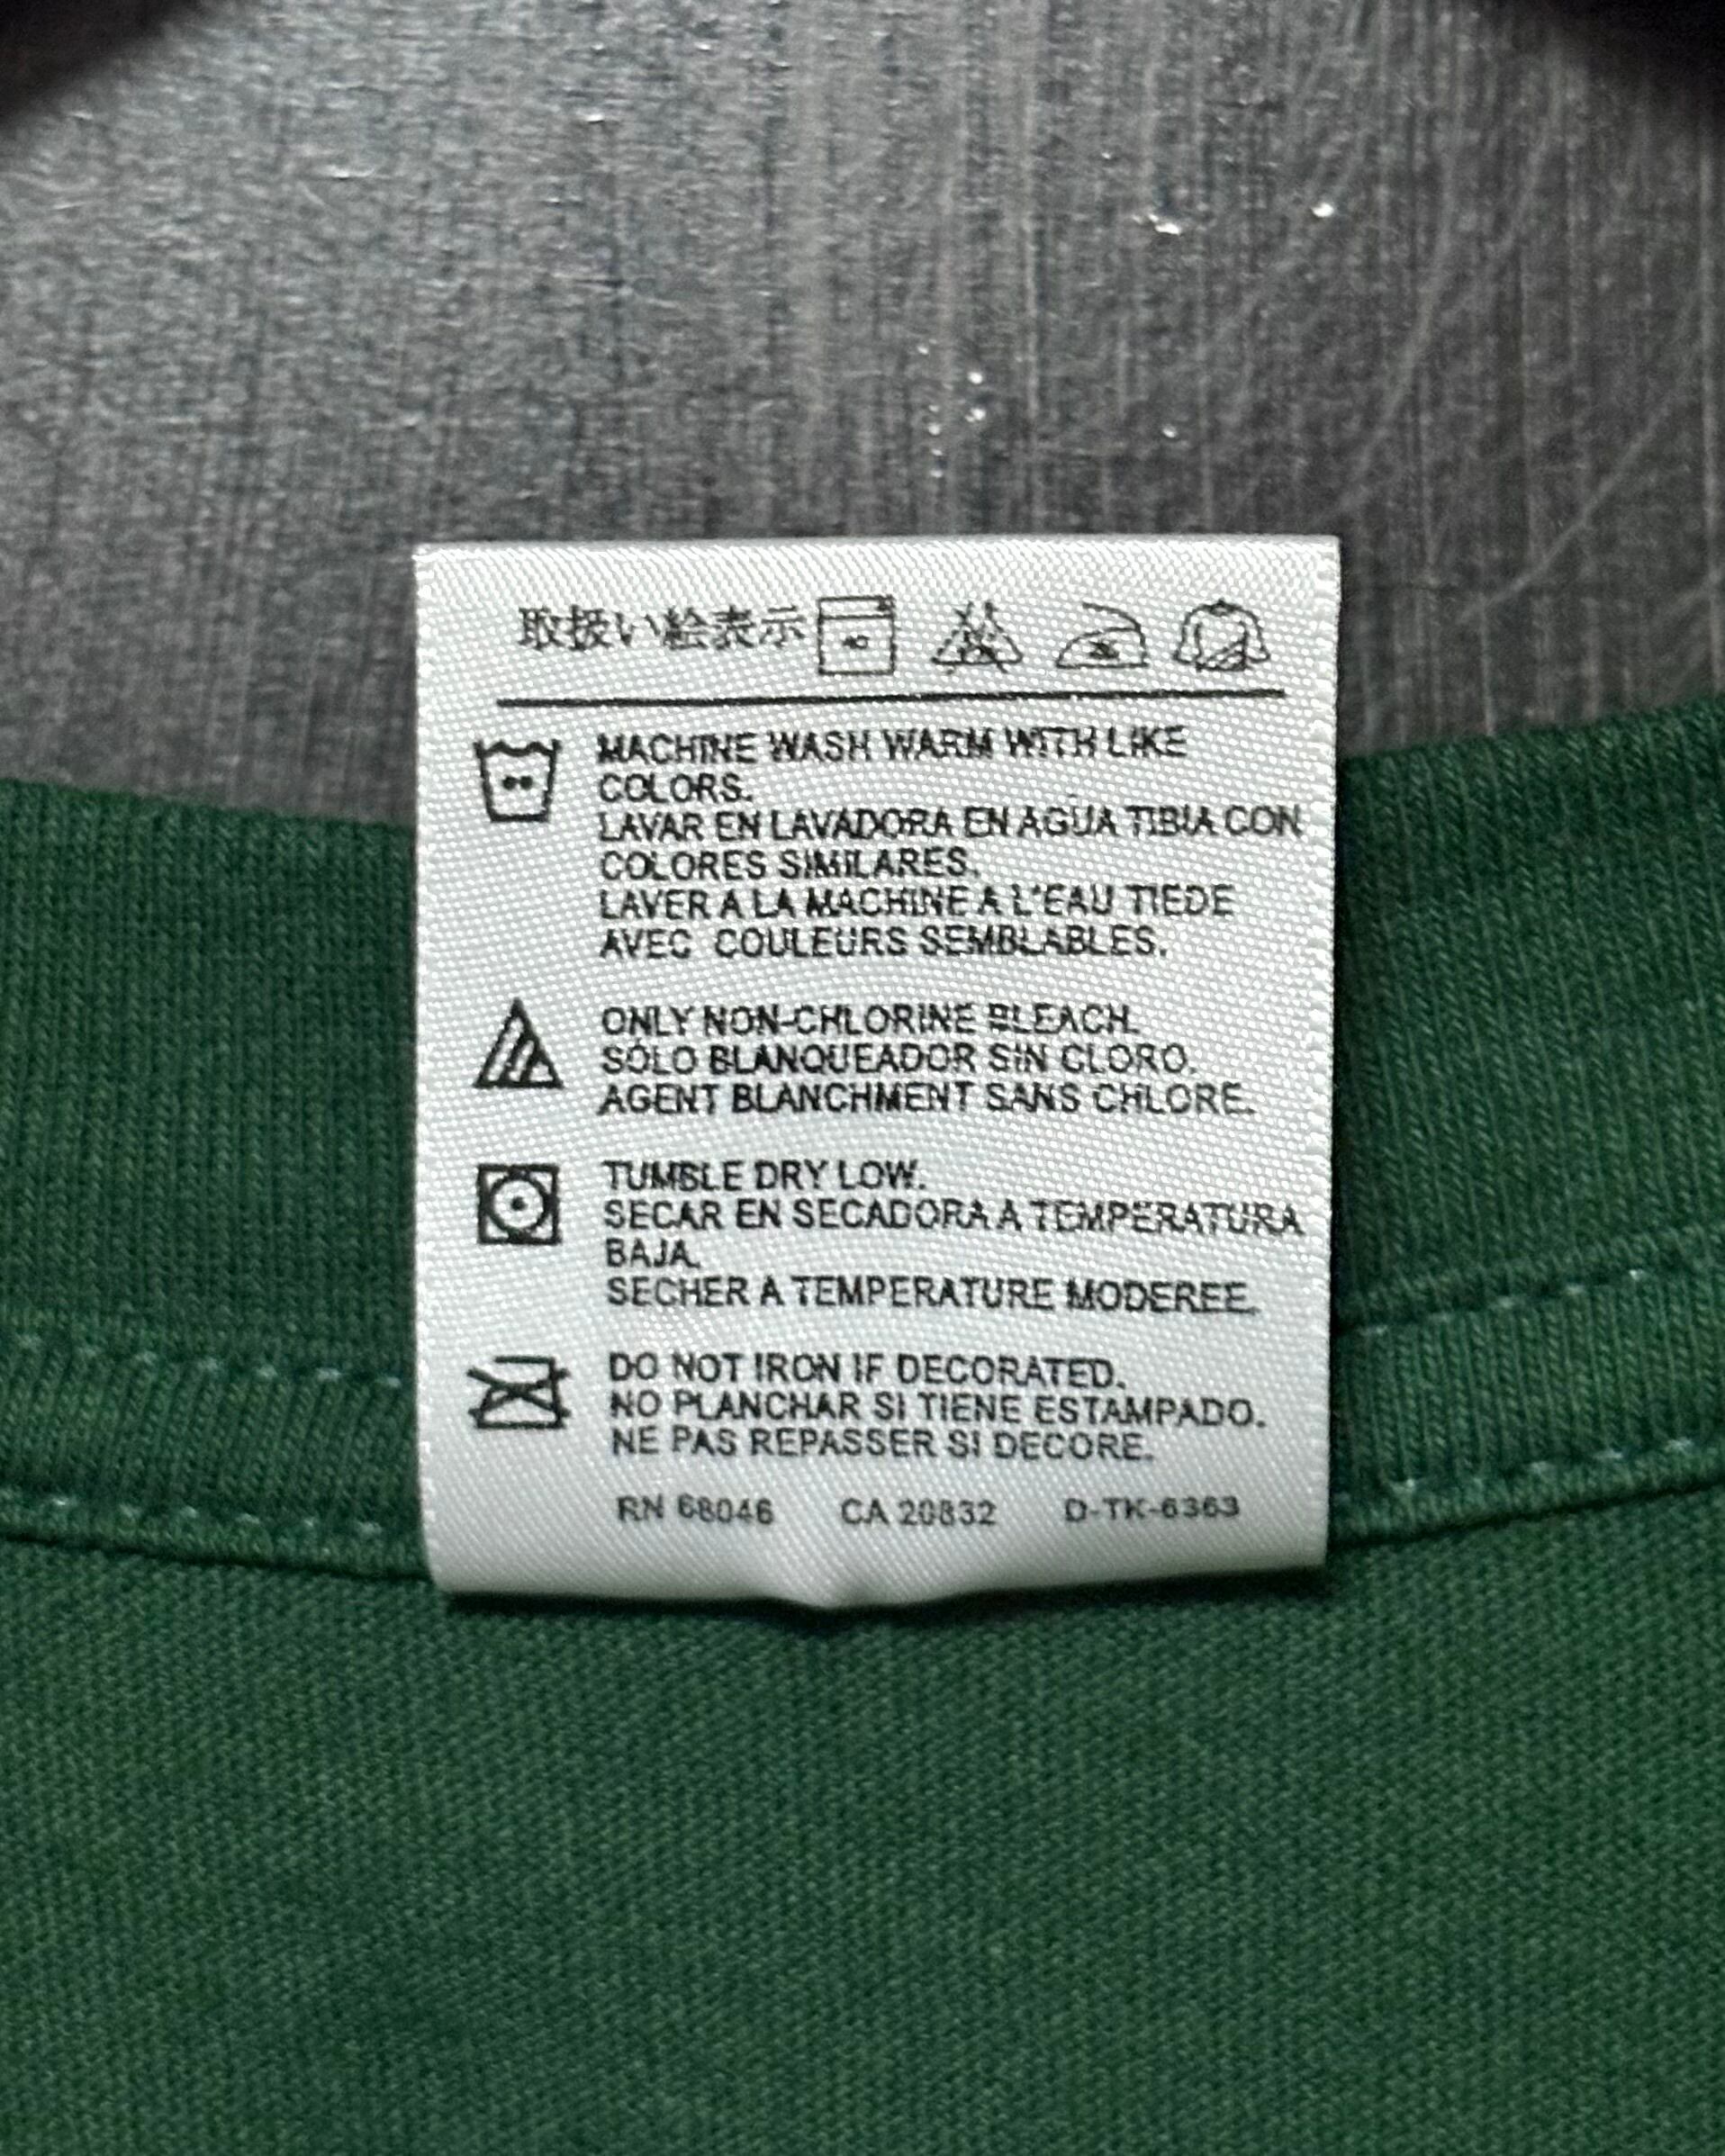 取扱い絵表示
MACHINE WASH WARM WITH LIKE
COLORS.
LAVAR EN LAVADORA EN AGUA TIBIA CON
COLORES SIMILARES.
LAVER A LA MACHINE A L'EAU TIEDE
AVEC COULEURS SEMBLABLES.
ONLY NON-CHLORINE BLEACH.
SÓLO BLANQUEADOR SIN CLORO.
AGENT BLANCHMENT SANS CHLORE.
TUMBLE DRY LOW.
SECAR EN SECADORA A TEMPERATURA
BAJA.
SECHER A TEMPERATURE MODEREE.
DO NOT IRON IF DECORATED.
NO PLANCHAR SI TIENE ESTAMPADO.
NE PAS REPASSER SI DECORE.
RN 68046 CA 20832 D-TK-6363